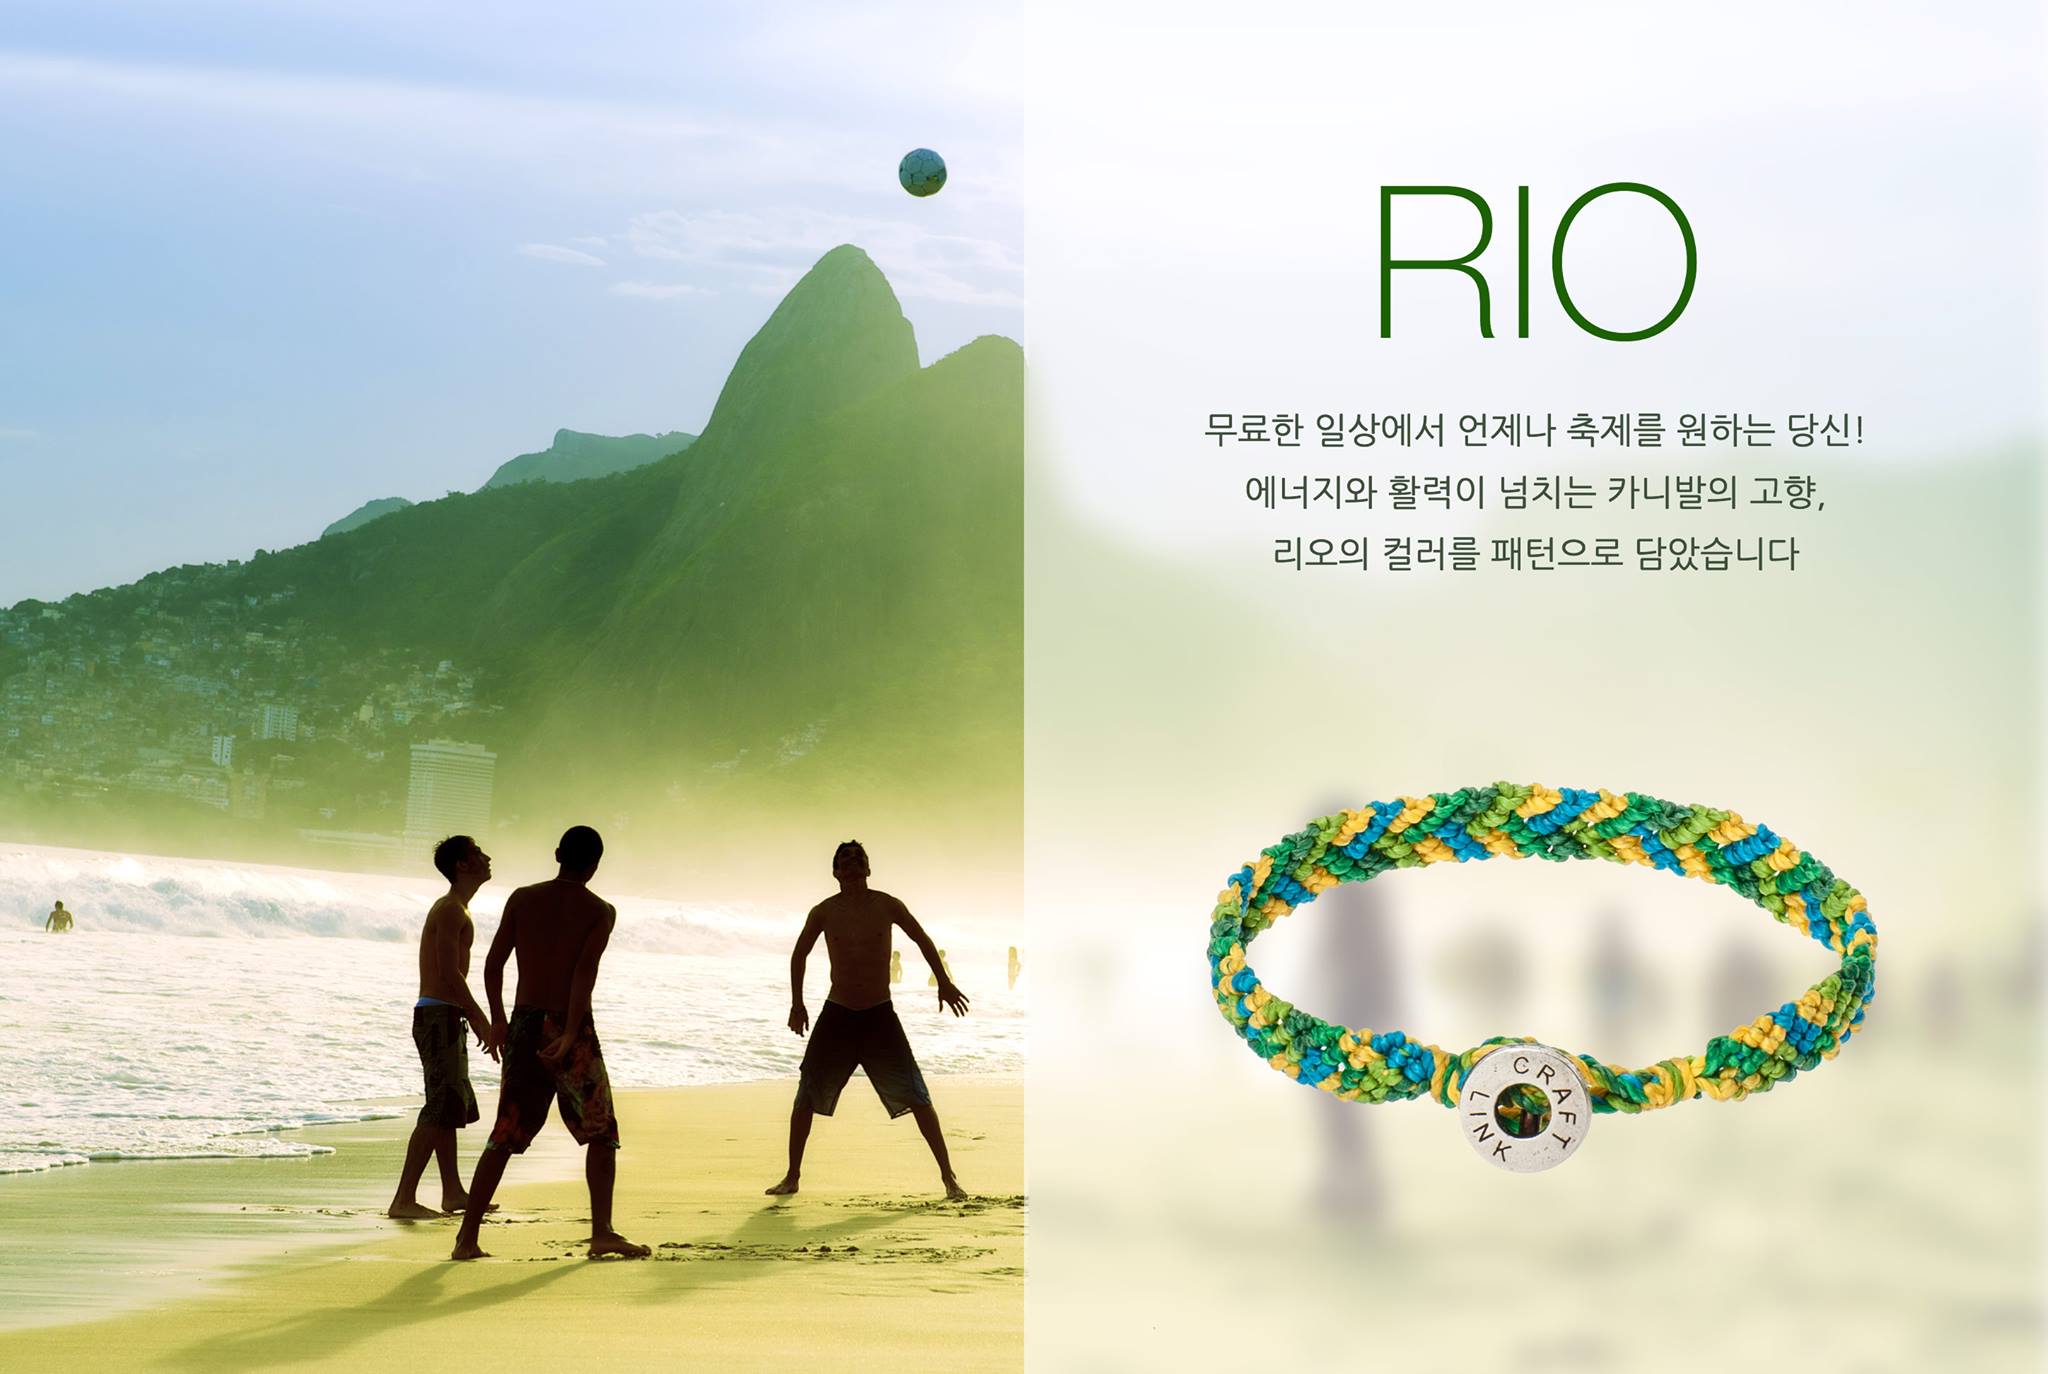 RIO
무료한 일상에서 언제나 축제를 원하는 당신!
에너지와 활력이 넘치는 카니발의 고향,
리오의 컬러를 패턴으로 담았습니다
CRAFT
LINK